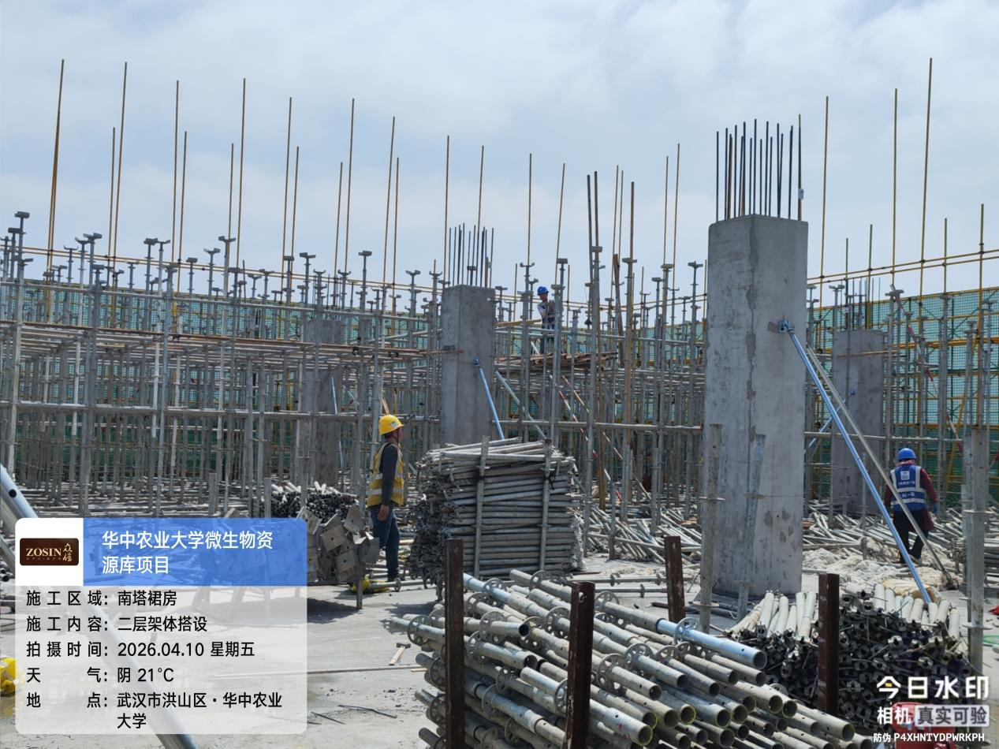 ZOSIN 众信
华中农业大学微生物资
源库项目
施工区域：南塔裙房
施工内容：二层架体搭设
拍摄时间：2026.04.10 星期五
天气：阴 21°C
地点：武汉市洪山区·华中农业
大学
今日水印
相机 真实可验
防伪 P4XHNTYDPWRKPH